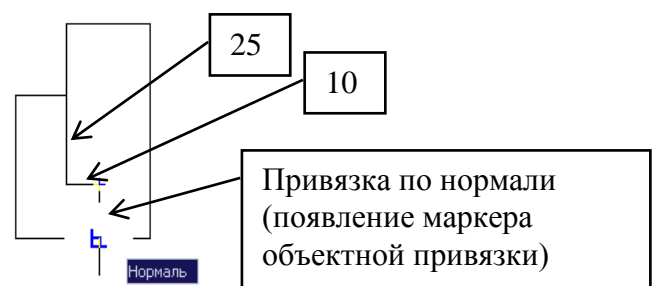 25
10
Привязка по нормали
(появление маркера
объектной привязки)
Нормаль